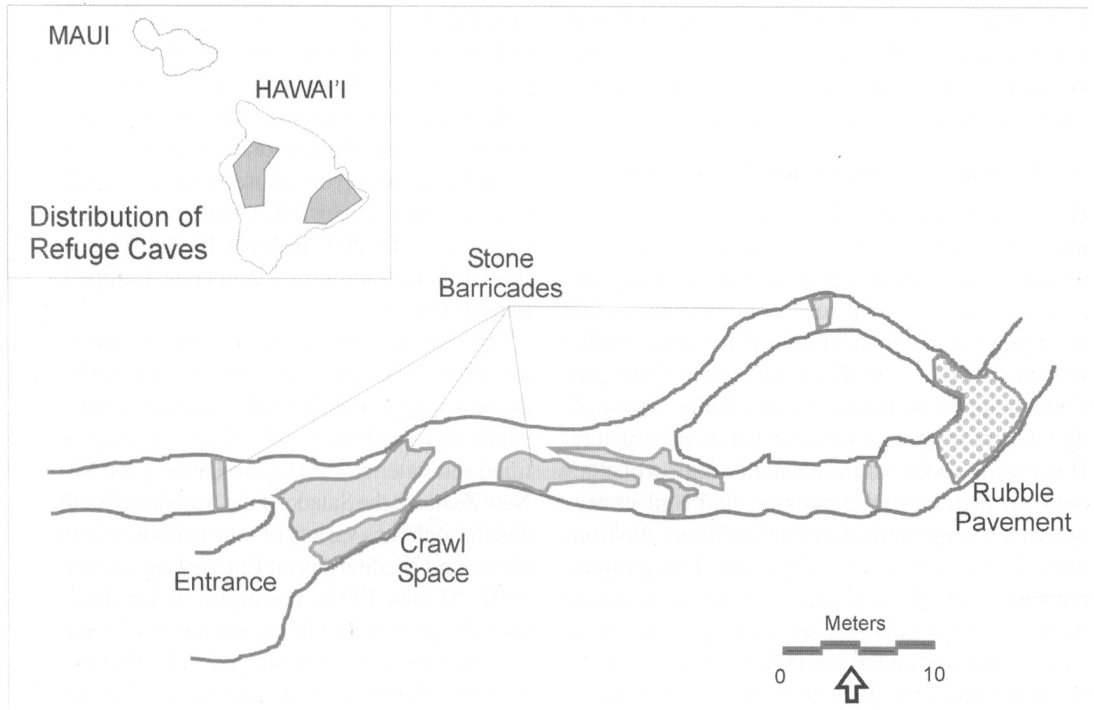 MAUI
HAWAI'I
Distribution of
Refuge Caves
Stone
Barricades
Crawl
Space
Entrance
Rubble
Pavement
Meters
0
10